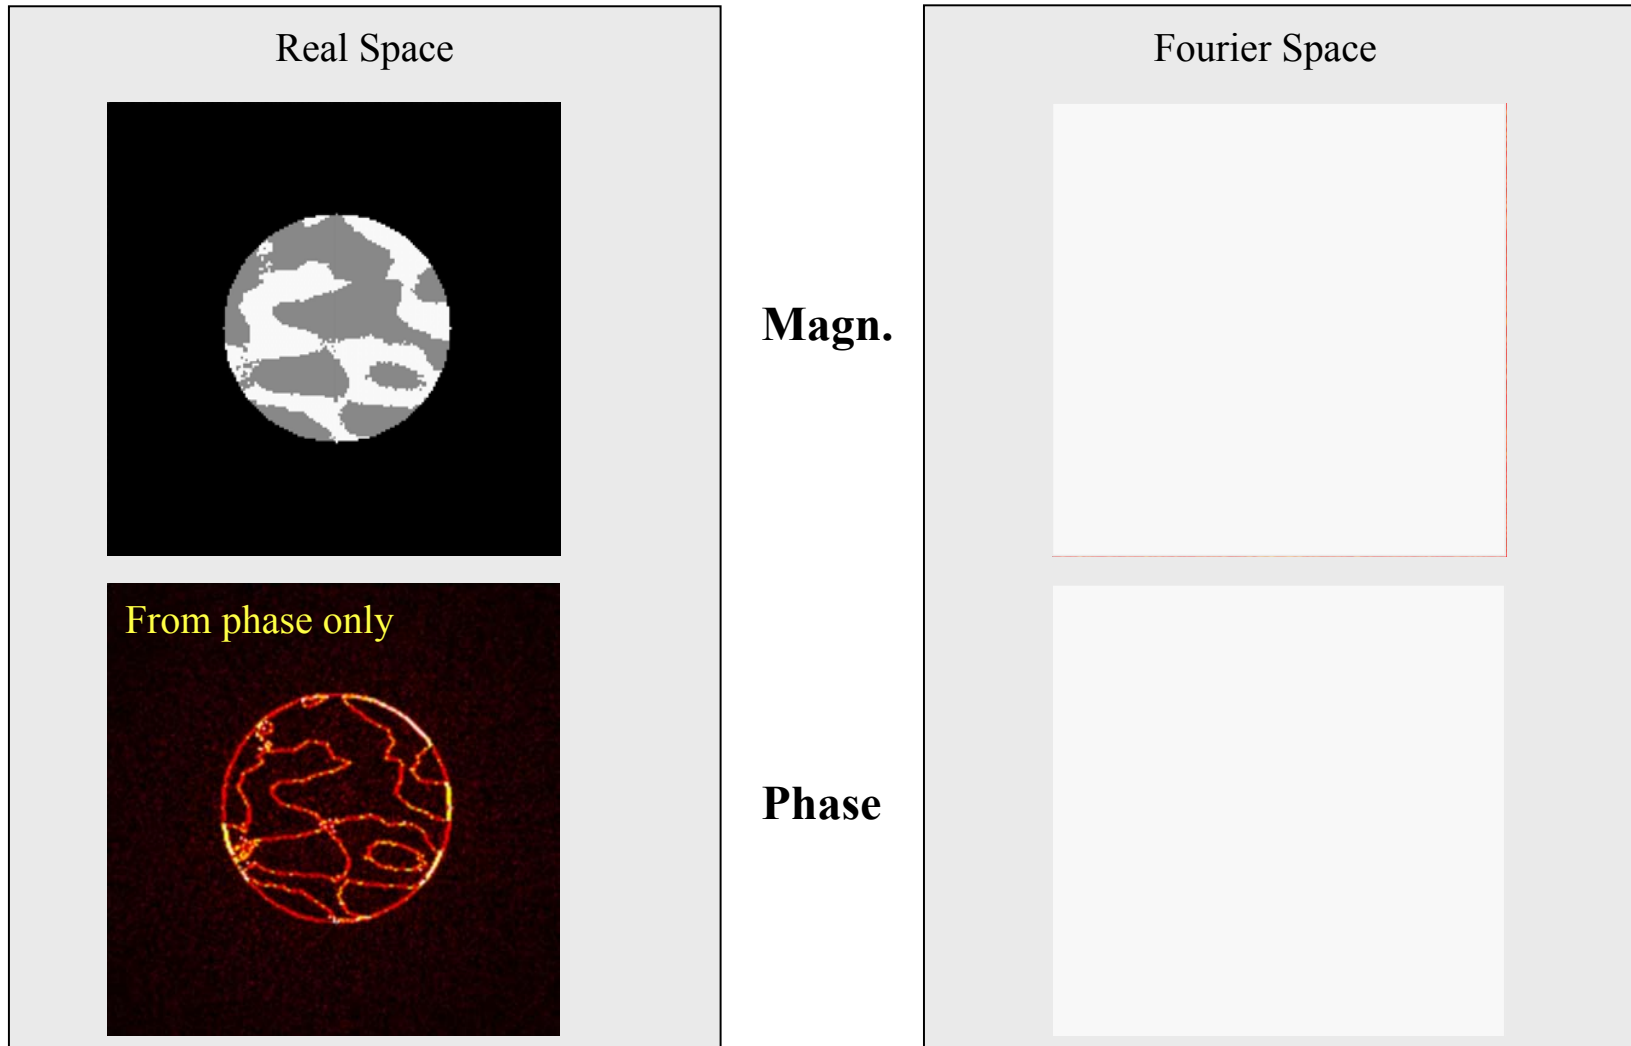 Real Space
Fourier Space
Magn.
From phase only
Phase